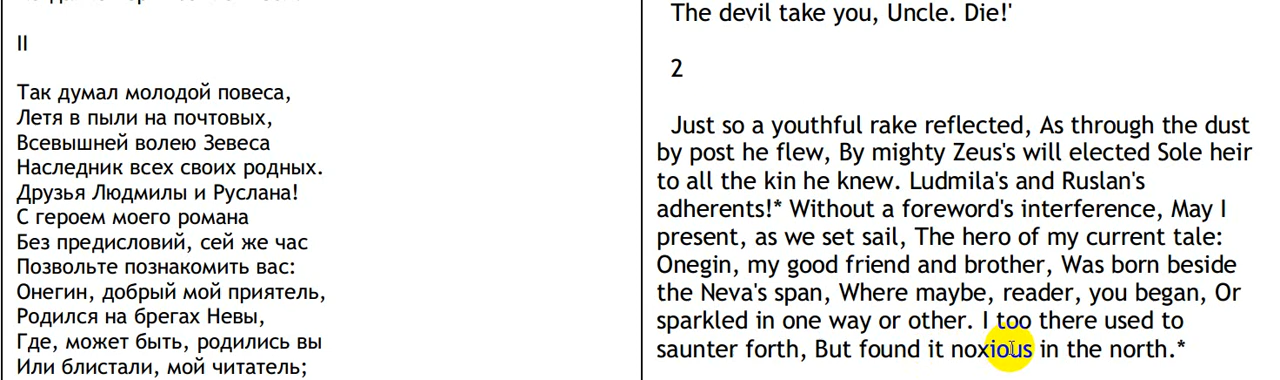 II
Так думал молодой повеса,
Летя в пыли на почтовых,
Всевышней волею Зевеса
Наследник всех своих родных.
Друзья Людмилы и Руслана!
С героем моего романа
Без предисловий, сей же час
Позвольте познакомить вас:
Онегин, добрый мой приятель,
Родился на брегах Невы,
Где, может быть, родились вы
Или блистали, мой читатель;
The devil take you, Uncle. Die!'
2
Just so a youthful rake reflected, As through the dust
by post he flew, By mighty Zeus's will elected Sole heir
to all the kin he knew. Ludmila's and Ruslan's
adherents!* Without a foreword's interference, May I
present, as we set sail, The hero of my current tale:
Onegin, my good friend and brother, Was born beside
the Neva's span, Where maybe, reader, you began, Or
sparkled in one way or other. I too there used to
saunter forth, But found it noxious in the north.*